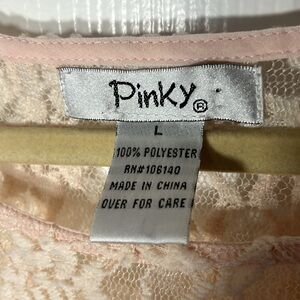 Pinky®
L
100% POLYESTER
RN#106140
MADE IN CHINA
OVER FOR CARE